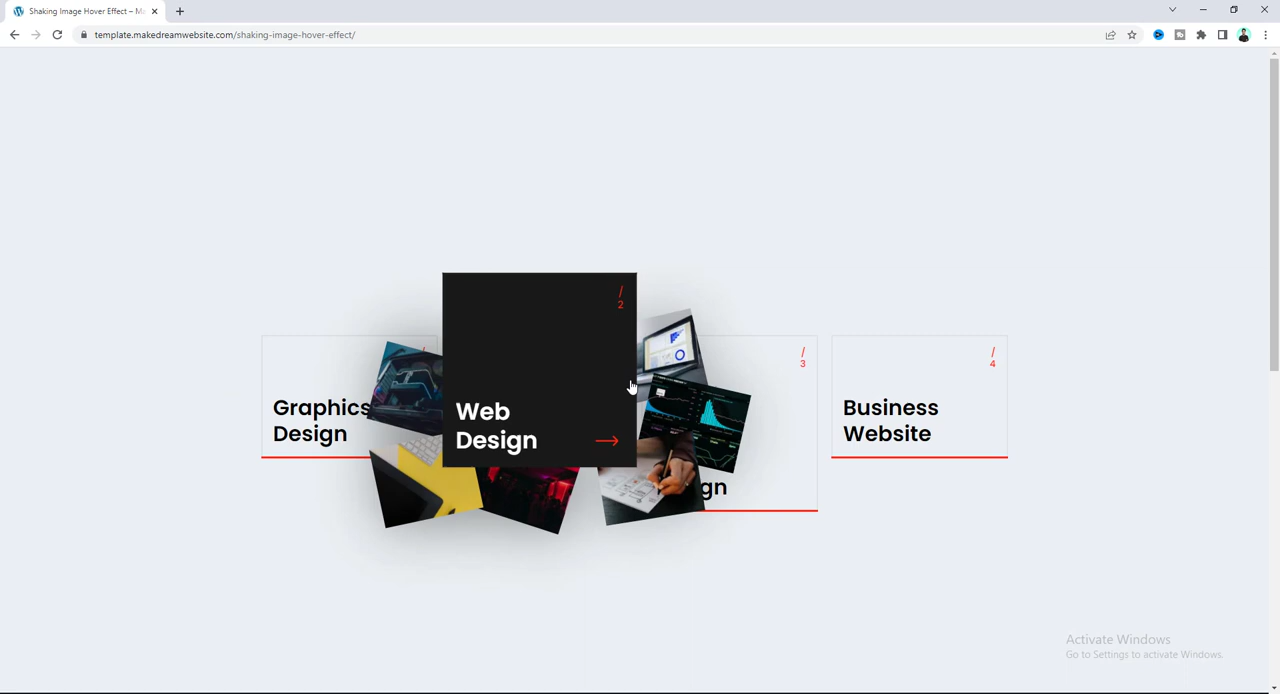 Shaking Image Hover Effect – Ma
template.makedreamwebsite.com/shaking-image-hover-effect/
/
2
Web
Design
Graphics
Design
/
3
gn
/
4
Business
Website
Activate Windows
Go to Settings to activate Windows.